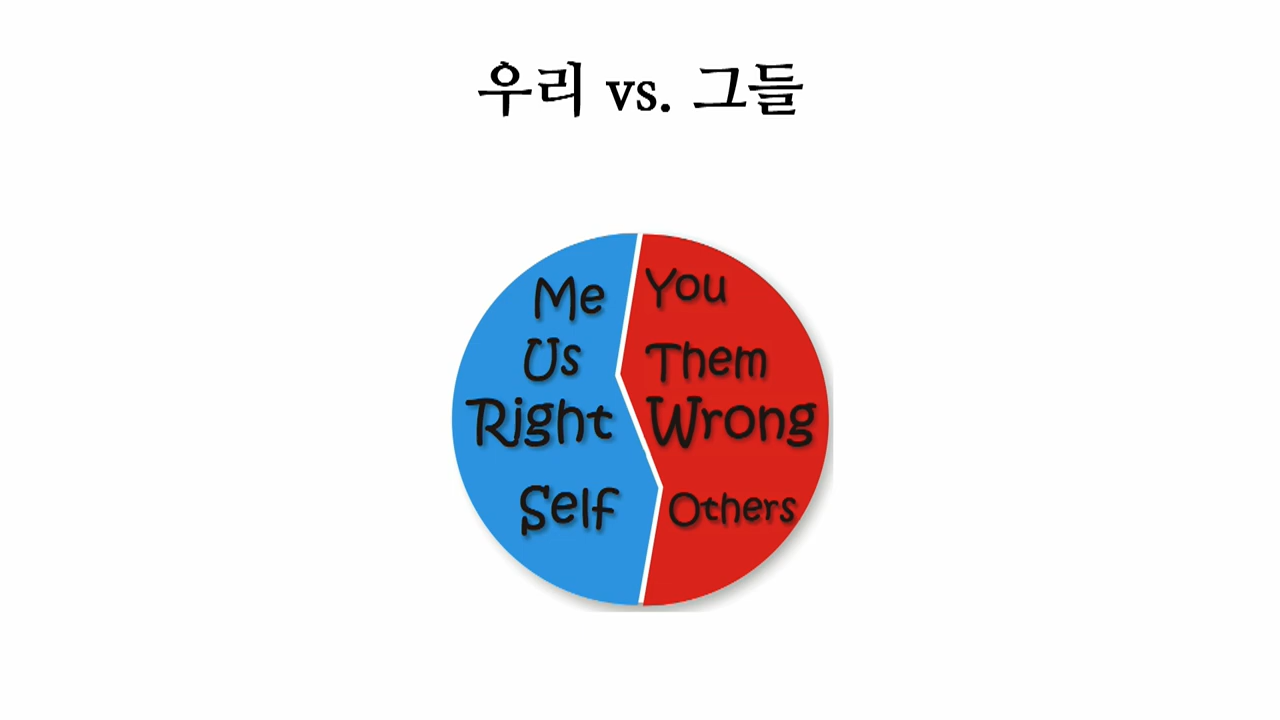 우리 vs. 그들
Me
Us
Right
Self
You
Them
Wrong
Others